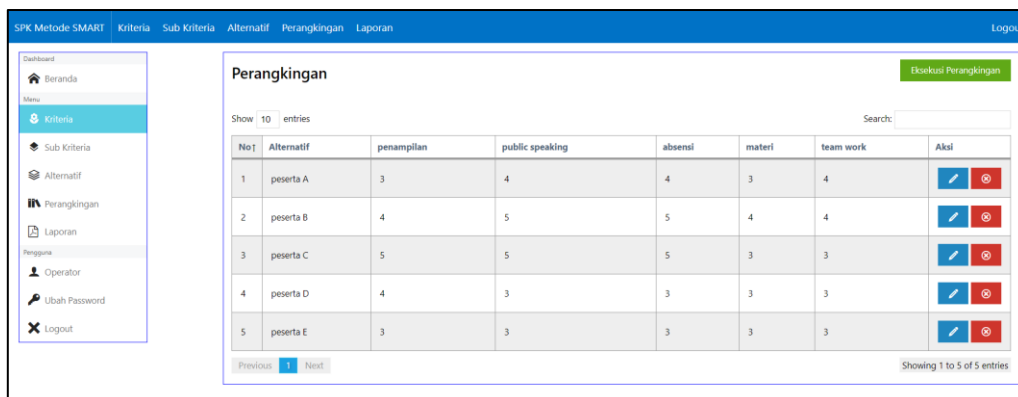 SPK Metode SMART Kriteria Sub Kriteria Alternatif Perangkingan Laporan Logou
Dashboard
Beranda
Menu
Kriteria
Sub Kriteria
Alternatif
Perangkingan
Laporan
Pengguna
Operator
Ubah Password
Logout
Perangkingan Eksekusi Perangkingan
Show 10 entries Search:
No Alternatif penampilan public speaking absensi materi team work Aksi
1 peserta A 3 4 4 3 4
2 peserta B 4 5 5 4 4
3 peserta C 5 5 5 3 3
4 peserta D 4 3 3 3 3
5 peserta E 3 3 3 3 3
Previous 1 Next Showing 1 to 5 of 5 entries